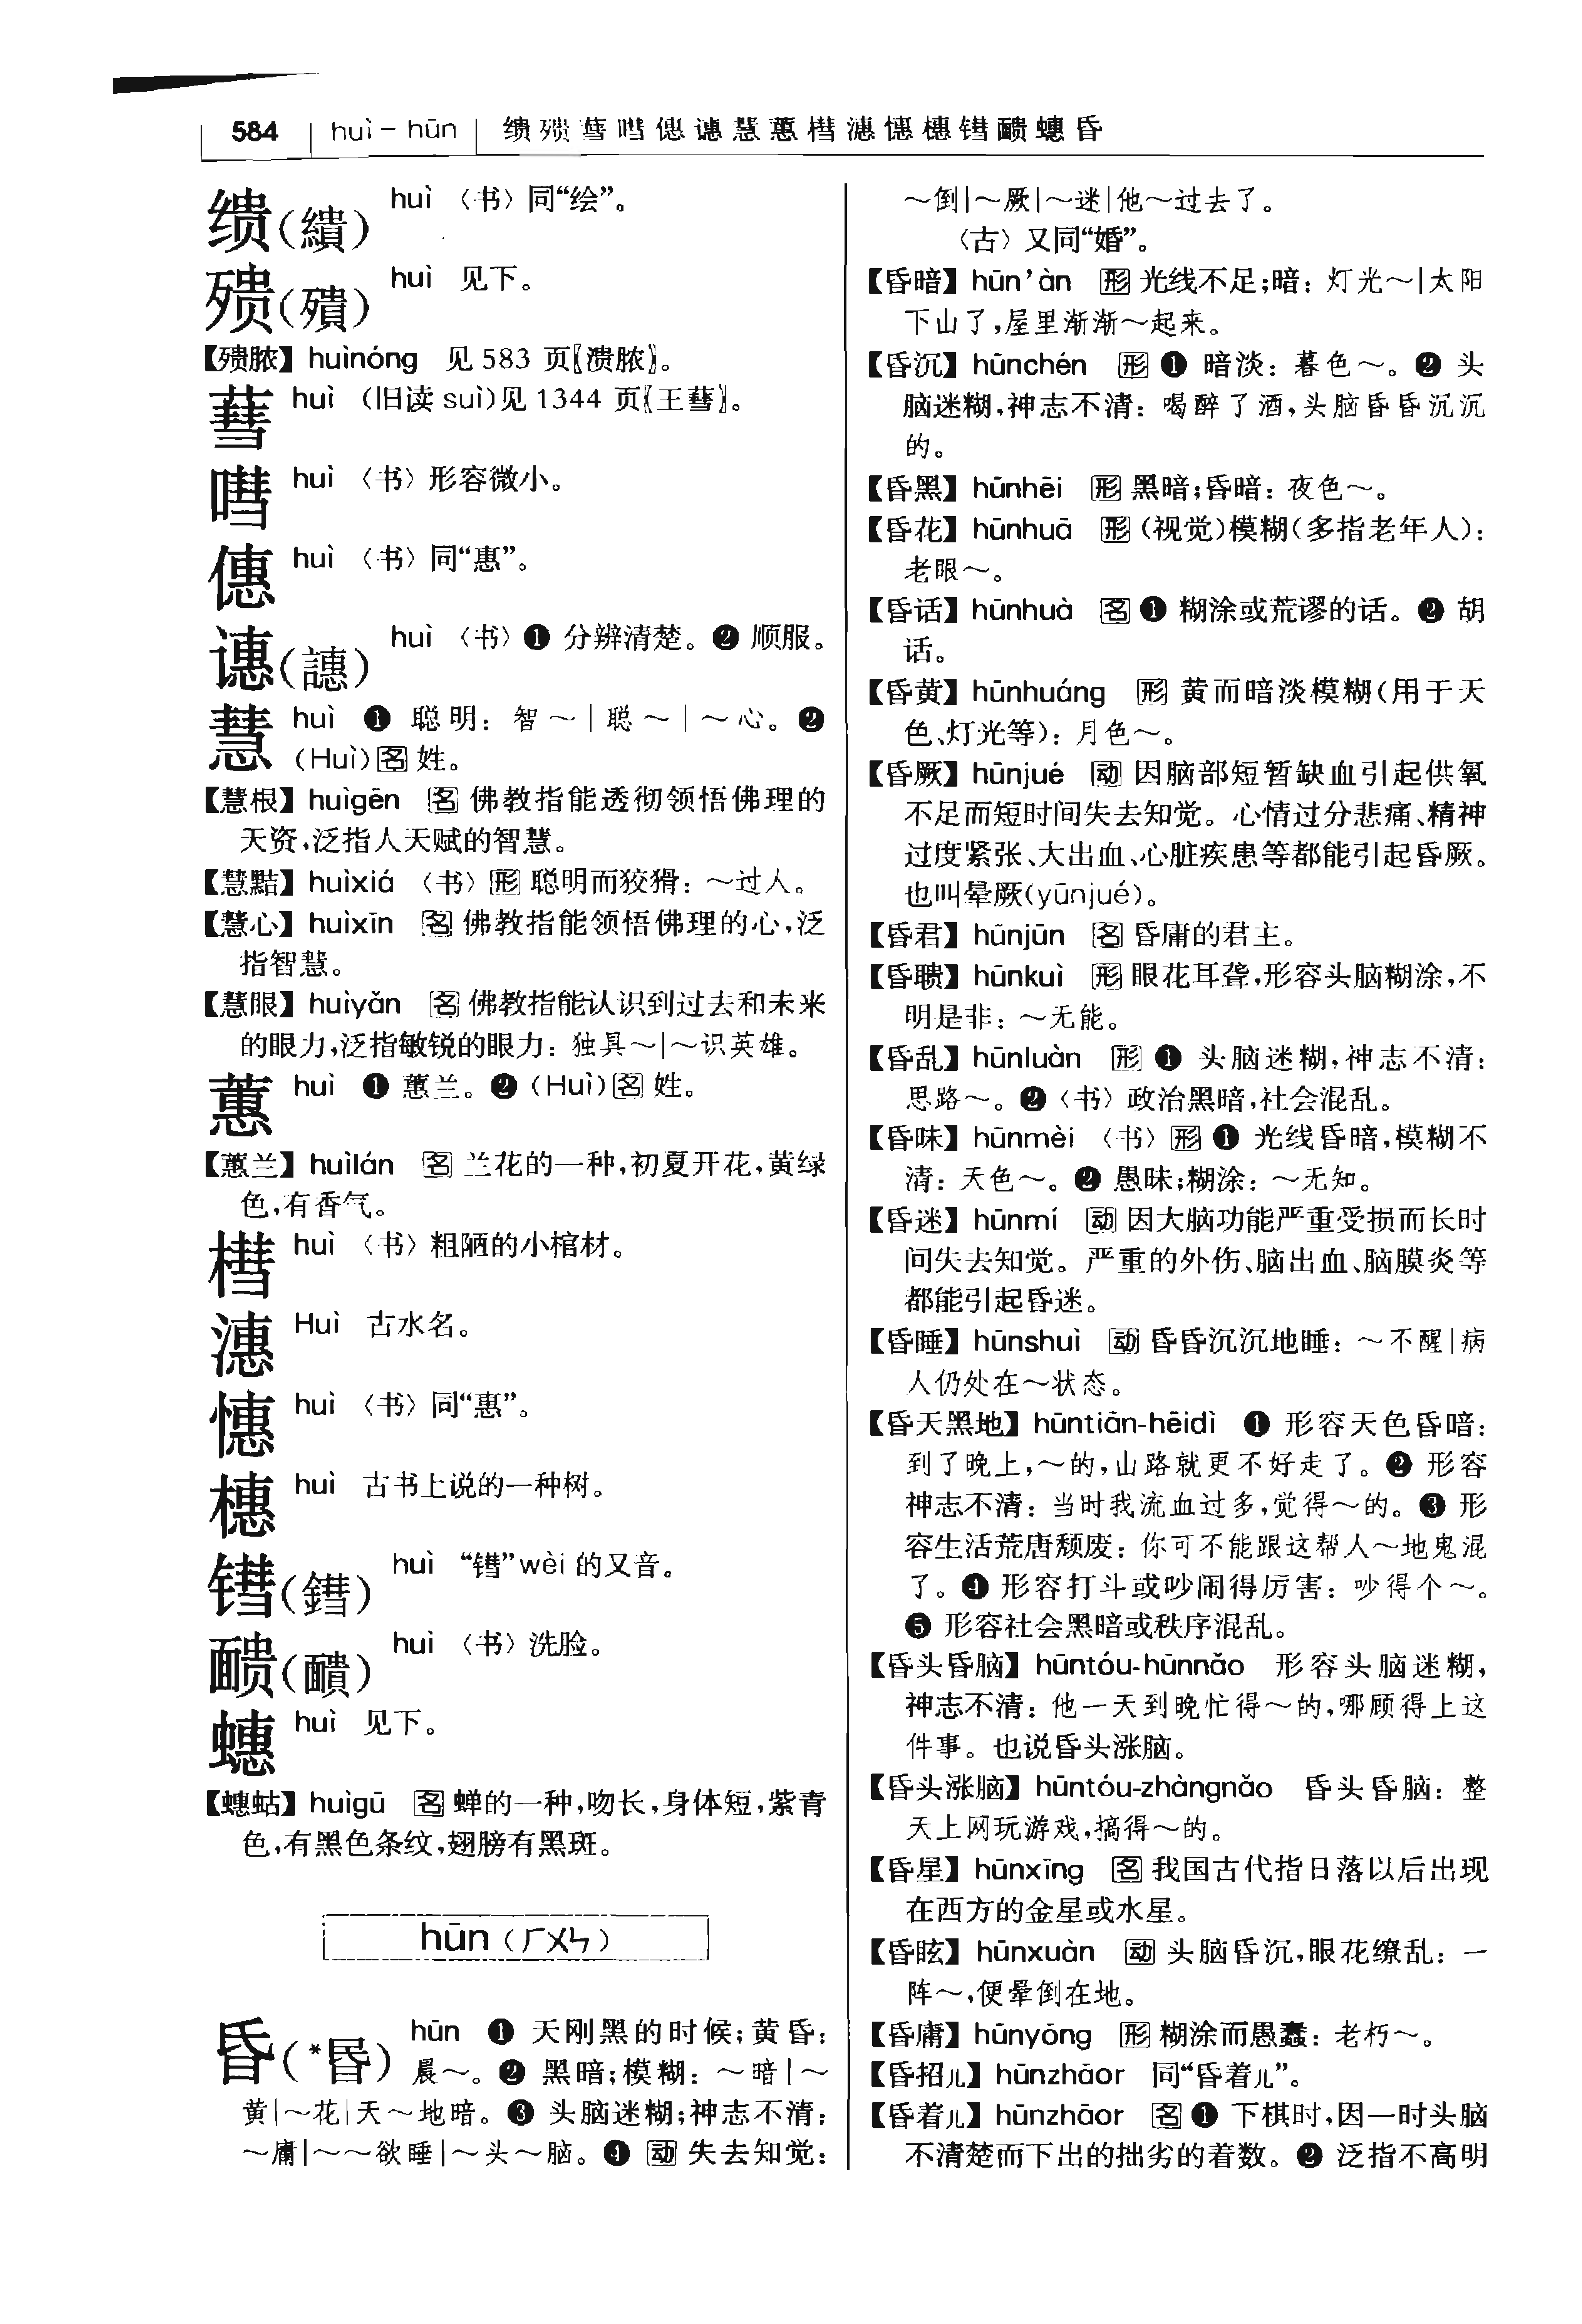 584 huì-hūn 缋殨彗嘒僡譓慧蕙槥潓憓橞䥨靧蟪昏
缋(繢) huì 〈书〉同“绘”。
殨(殨) huì 见下。
【殨脓】huìnóng 见 583 页〖溃脓〗。
彗 huì (旧读 suì)见 1344 页〖王彗〗。
嘒 huì 〈书〉形容微小。
僡 huì 〈书〉同“惠”。
譓(譓) huì 〈书〉❶ 分辨清楚。❷ 顺服。
慧 huì ❶ 聪明：智～|聪～|～心。❷
(Huì)名 姓。
【慧根】huìgēn 名 佛教指能透彻领悟佛理的
天资,泛指人天赋的智慧。
【慧黠】huìxiá 〈书〉形 聪明而狡猾：～过人。
【慧心】huìxīn 名 佛教指能领悟佛理的心,泛
指智慧。
【慧眼】huìyǎn 名 佛教指能认识到过去和未来
的眼力,泛指敏锐的眼力：独具～|～识英雄。
蕙 huì ❶ 蕙兰。❷ (Huì)名 姓。
【蕙兰】huìlán 名 兰花的一种,初夏开花,黄绿
色,有香气。
槥 huì 〈书〉粗陋的小棺材。
潓 Huì 古水名。
憓 huì 〈书〉同“惠”。
橞 huì 古书上说的一种树。
䥨(鏏) huì “䥨”wèi 的又音。
靧(靧) huì 〈书〉洗脸。
蟪 huì 见下。
【蟪蛄】huìgū 名 蝉的一种,吻长,身体短,紫青
色,有黑色条纹,翅膀有黑斑。
hūn (ㄏㄨㄣ)
昏(*昬) hūn ❶ 天刚黑的时候；黄昏：
晨～。❷ 黑暗；模糊：～暗|～
黄|～花|天～地暗。❸ 头脑迷糊；神志不清：
～庸|～～欲睡|～头～脑。❹ 动 失去知觉：
～倒|～厥|～迷|他～过去了。
〈古〉又同“婚”。
【昏暗】hūn’àn 形 光线不足；暗：灯光～|太阳
下山了,屋里渐渐～起来。
【昏沉】hūnchén 形 ❶ 暗淡：暮色～。❷ 头
脑迷糊,神志不清：喝醉了酒,头脑昏昏沉沉
的。
【昏黑】hūnhēi 形 黑暗；昏暗：夜色～。
【昏花】hūnhuā 形 (视觉)模糊(多指老年人)：
老眼～。
【昏话】hūnhuà 名 ❶ 糊涂或荒谬的话。❷ 胡
话。
【昏黄】hūnhuáng 形 黄而暗淡模糊(用于天
色、灯光等)：月色～。
【昏厥】hūnjué 动 因脑部短暂缺血引起供氧
不足而短时间失去知觉。心情过分悲痛、精神
过度紧张、大出血、心脏疾患等都能引起昏厥。
也叫晕厥(yūnjué)。
【昏君】hūnjūn 名 昏庸的君主。
【昏聩】hūnkuì 形 眼花耳聋,形容头脑糊涂,不
明是非：～无能。
【昏乱】hūnluàn 形 ❶ 头脑迷糊,神志不清：
思路～。❷ 〈书〉政治黑暗,社会混乱。
【昏昧】hūnmèi 〈书〉形 ❶ 光线昏暗,模糊不
清：天色～。❷ 愚昧；糊涂：～无知。
【昏迷】hūnmí 动 因大脑功能严重受损而长时
间失去知觉。严重的外伤、脑出血、脑膜炎等
都能引起昏迷。
【昏睡】hūnshuì 动 昏昏沉沉地睡：～不醒|病
人仍处在～状态。
【昏天黑地】hūntiān-hēidì ❶ 形容天色昏暗：
到了晚上,～的,山路就更不好走了。❷ 形容
神志不清：当时我流血过多,觉得～的。❸ 形
容生活荒唐颓废：你可不能跟这帮人～地鬼混
了。❹ 形容打斗或吵闹得厉害：吵得个～。
❺ 形容社会黑暗或秩序混乱。
【昏头昏脑】hūntóu-hūnnǎo 形容头脑迷糊,
神志不清：他一天到晚忙得～的,哪顾得上这
件事。也说昏头涨脑。
【昏头涨脑】hūntóu-zhàngnǎo 昏头昏脑：整
天上网玩游戏,搞得～的。
【昏星】hūnxīng 名 我国古代指日落以后出现
在西方的金星或水星。
【昏眩】hūnxuàn 动 头脑昏沉,眼花缭乱：一
阵～,便晕倒在地。
【昏庸】hūnyōng 形 糊涂而愚蠢：老朽～。
【昏招儿】hūnzhāor 同“昏着儿”。
【昏着儿】hūnzhāor 名 ❶ 下棋时,因一时头脑
不清楚而下出的拙劣的着数。❷ 泛指不高明